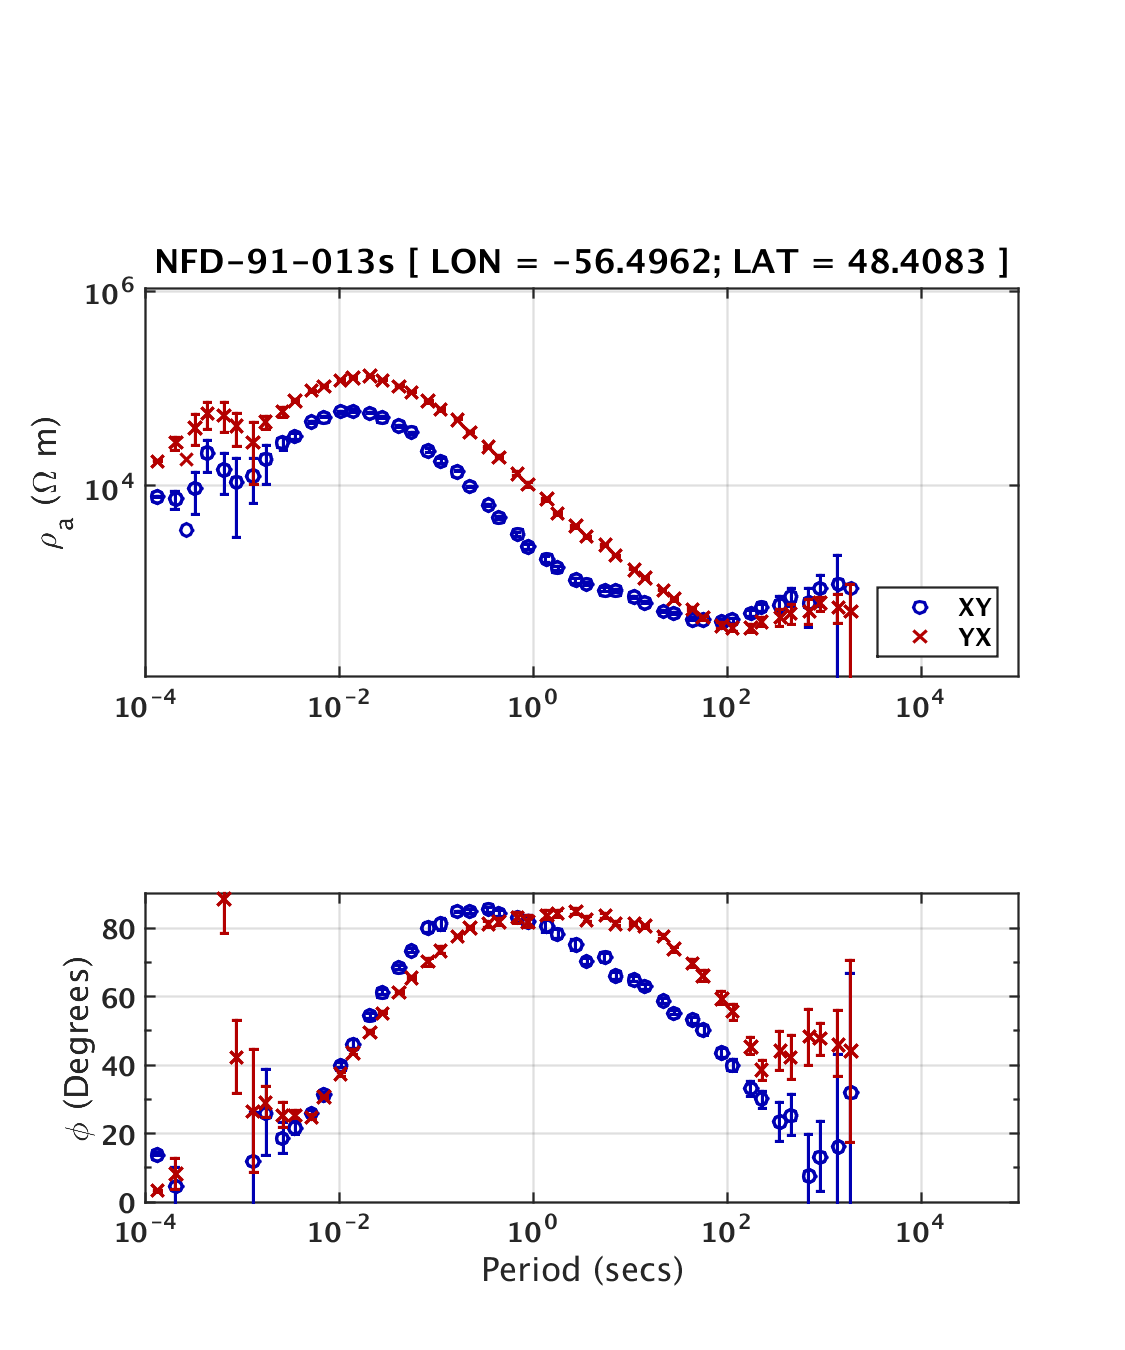 NFD-91-013s [ LON = -56.4962; LAT = 48.4083 ]
10^6
10^4
ρ_a (Ω m)
XY
YX
10^-4 10^-2 10^0 10^2 10^4
80
60
40
20
0
ϕ (Degrees)
10^-4 10^-2 10^0 10^2 10^4
Period (secs)